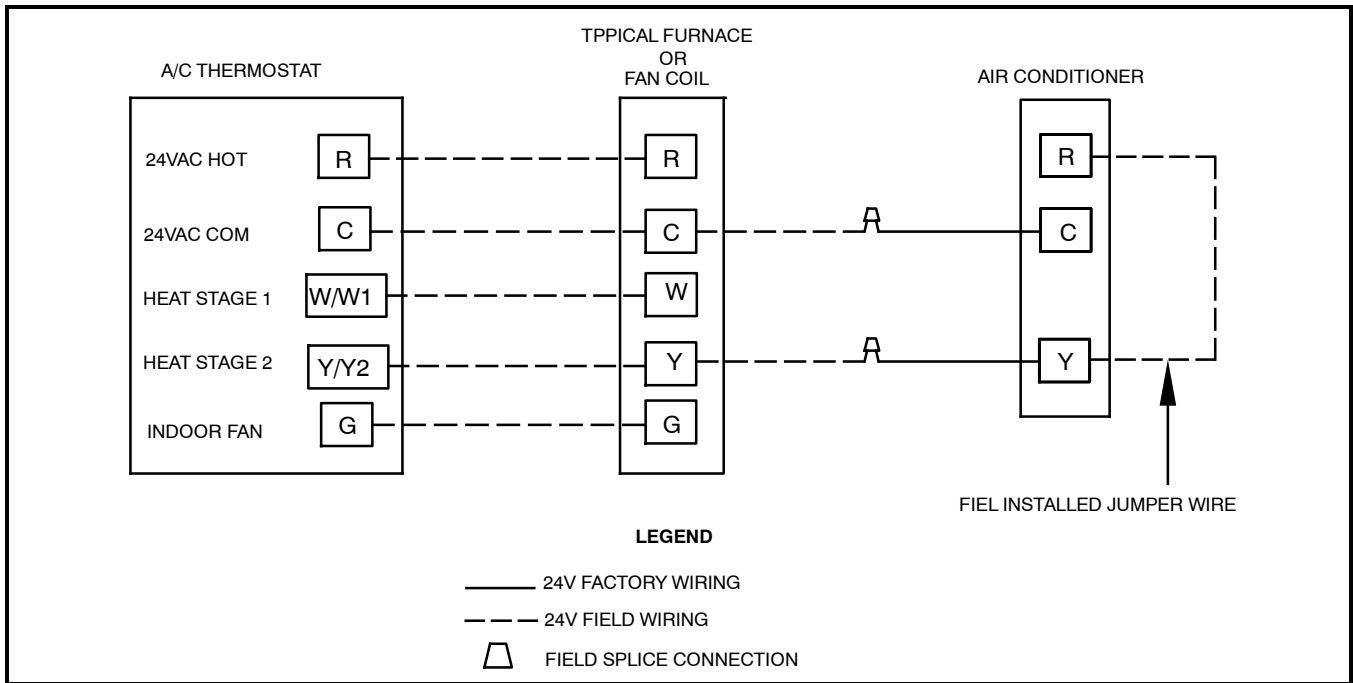 TPPICAL FURNACE
OR
FAN COIL
A/C THERMOSTAT
AIR CONDITIONER
24VAC HOT R R R
24VAC COM C C C
HEAT STAGE 1 W/W1 W
HEAT STAGE 2 Y/Y2 Y Y
INDOOR FAN G G
FIEL INSTALLED JUMPER WIRE
LEGEND
24V FACTORY WIRING
24V FIELD WIRING
FIELD SPLICE CONNECTION